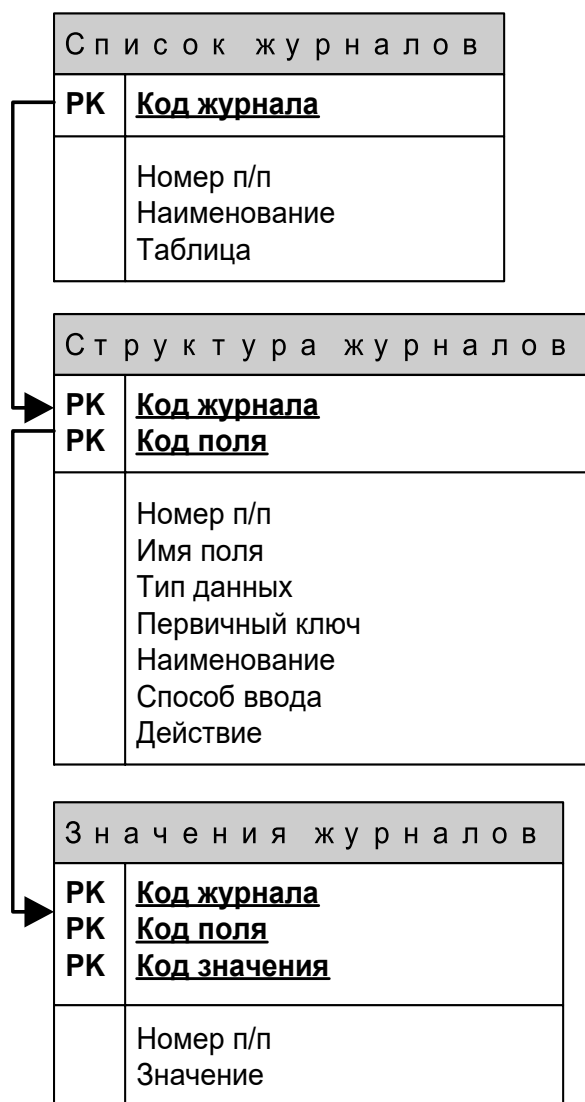 Список журналов
PK Код журнала
Номер п/п
Наименование
Таблица
Структура журналов
PK Код журнала
PK Код поля
Номер п/п
Имя поля
Тип данных
Первичный ключ
Наименование
Способ ввода
Действие
Значения журналов
PK Код журнала
PK Код поля
PK Код значения
Номер п/п
Значение